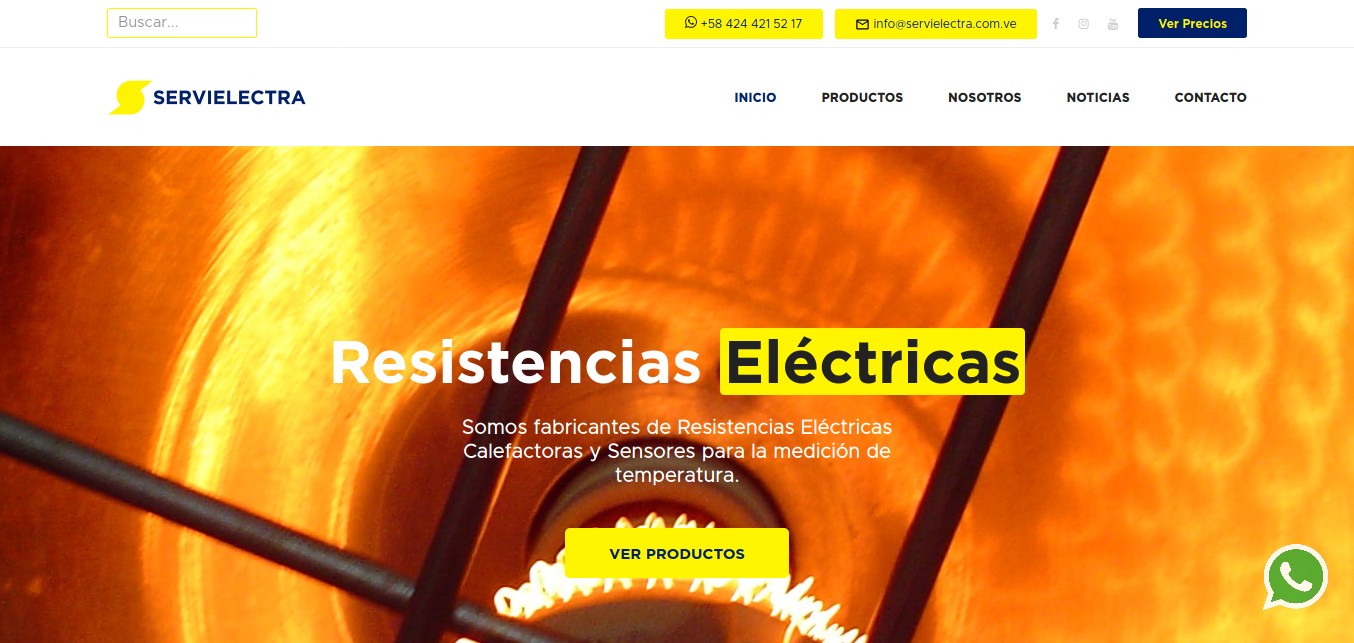 Buscar...
+58 424 421 52 17
info@servielectra.com.ve
Ver Precios
SERVIELECTRA
INICIO
PRODUCTOS
NOSOTROS
NOTICIAS
CONTACTO
Resistencias Eléctricas
Somos fabricantes de Resistencias Eléctricas
Calefactoras y Sensores para la medición de
temperatura.
VER PRODUCTOS